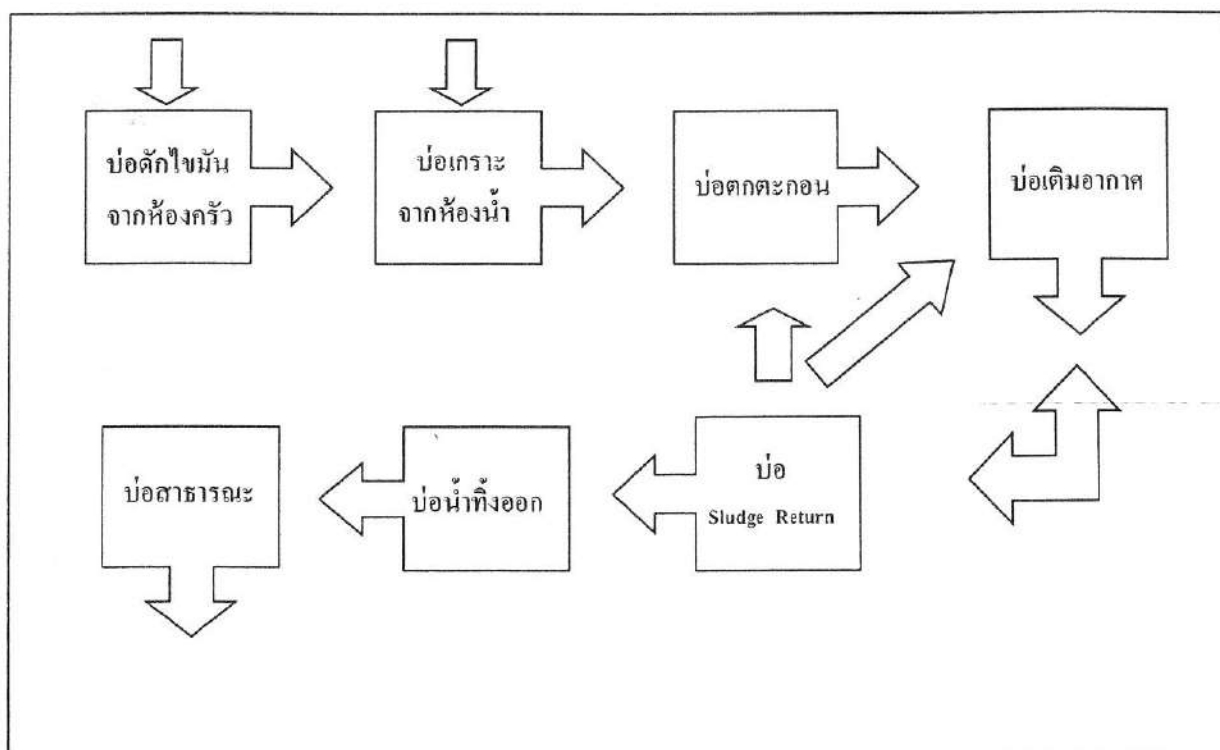 บ่อดักไขมัน
จากห้องครัว
บ่อเกราะ
จากห้องน้ำ
บ่อตกตะกอน
บ่อเติมอากาศ
บ่อสาธารณะ
บ่อน้ำทิ้งออก
บ่อ
Sludge Return